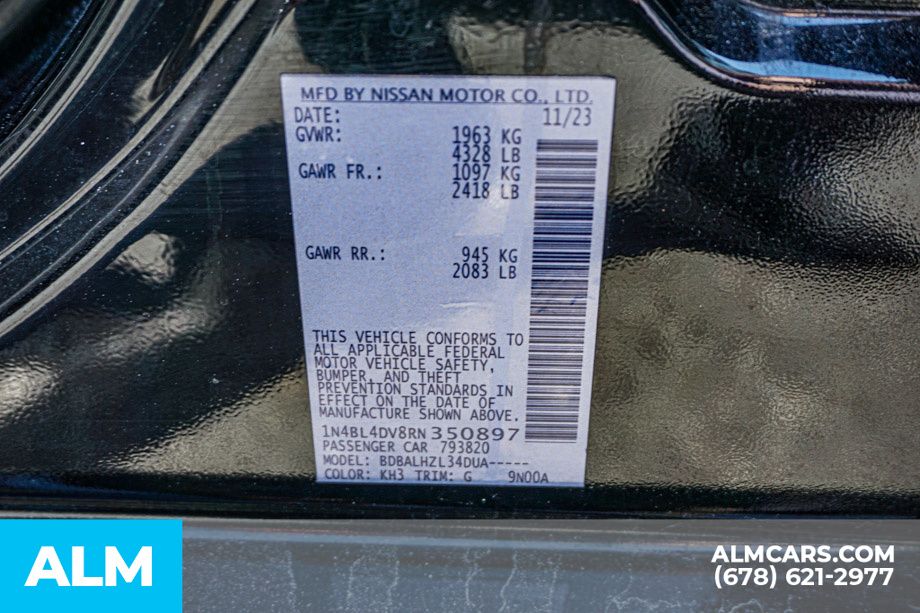 MFD BY NISSAN MOTOR CO., LTD.
DATE: 11/23
GVWR: 1963 KG
4328 LB
GAWR FR.: 1097 KG
2418 LB
GAWR RR.: 945 KG
2083 LB
THIS VEHICLE CONFORMS TO
ALL APPLICABLE FEDERAL
MOTOR VEHICLE SAFETY,
BUMPER, AND THEFT
PREVENTION STANDARDS IN
EFFECT ON THE DATE OF
MANUFACTURE SHOWN ABOVE.
1N4BL4DV8RN350897
PASSENGER CAR 793820
MODEL: BDBALHZL34DUA-----
COLOR: KH3 TRIM: G 9N00A
ALM
ALMCARS.COM
(678) 621-2977